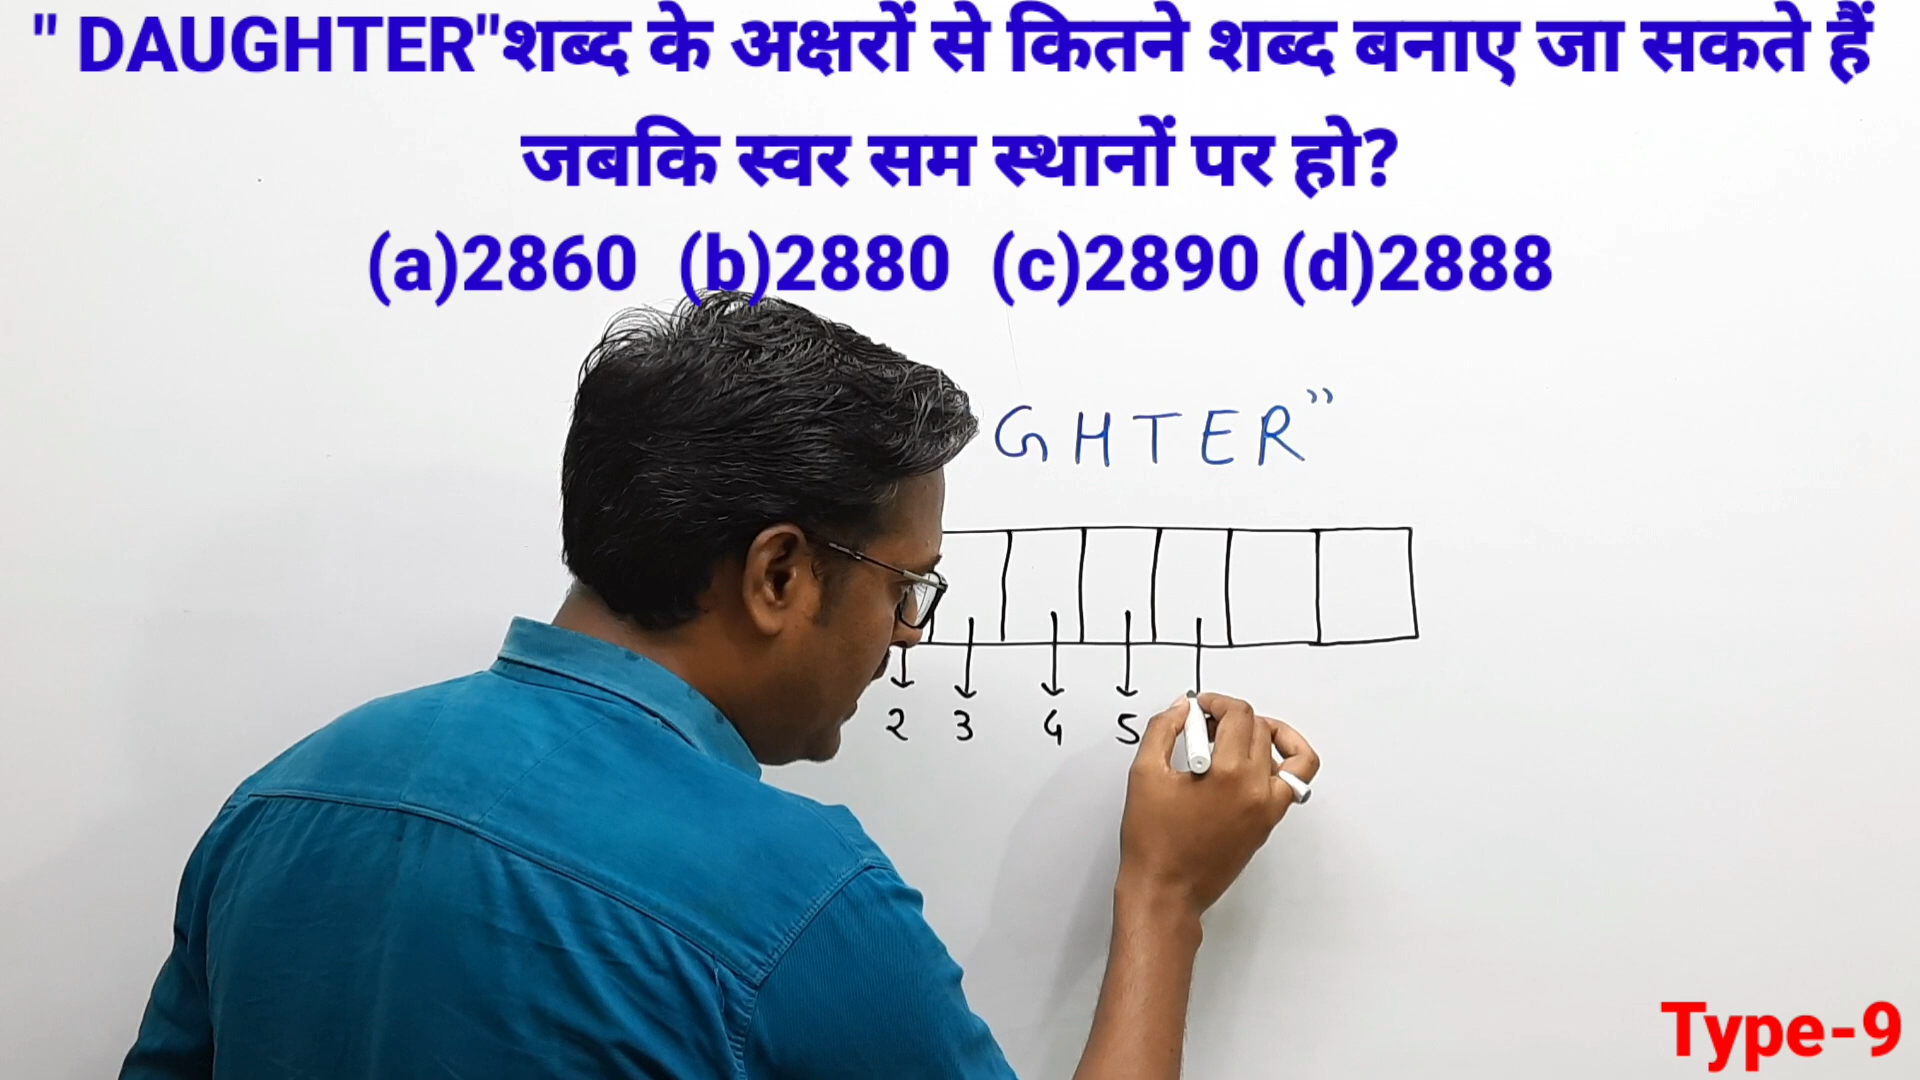 " DAUGHTER"शब्द के अक्षरों से कितने शब्द बनाए जा सकते हैं
जबकि स्वर सम स्थानों पर हो?
(a)2860 (b)2880 (c)2890 (d)2888
GHTER"
2 3 4 5
Type-9